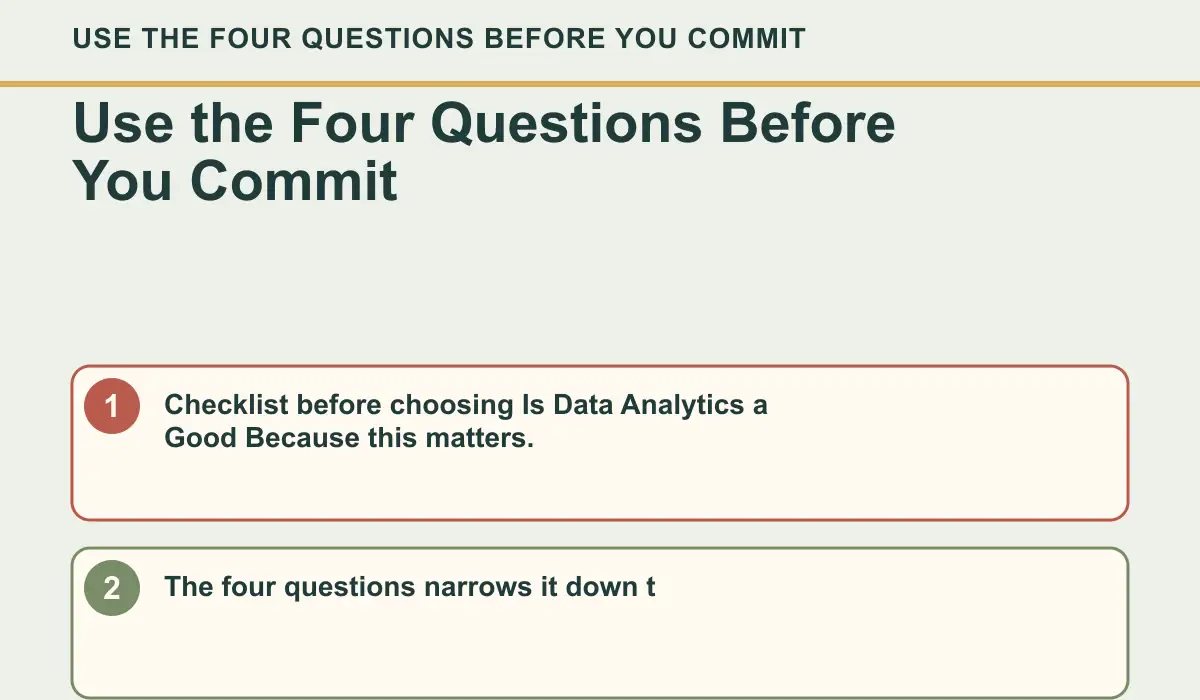 USE THE FOUR QUESTIONS BEFORE YOU COMMIT
Use the Four Questions Before
You Commit
1
Checklist before choosing Is Data Analytics a
Good Because this matters.
2
The four questions narrows it down t